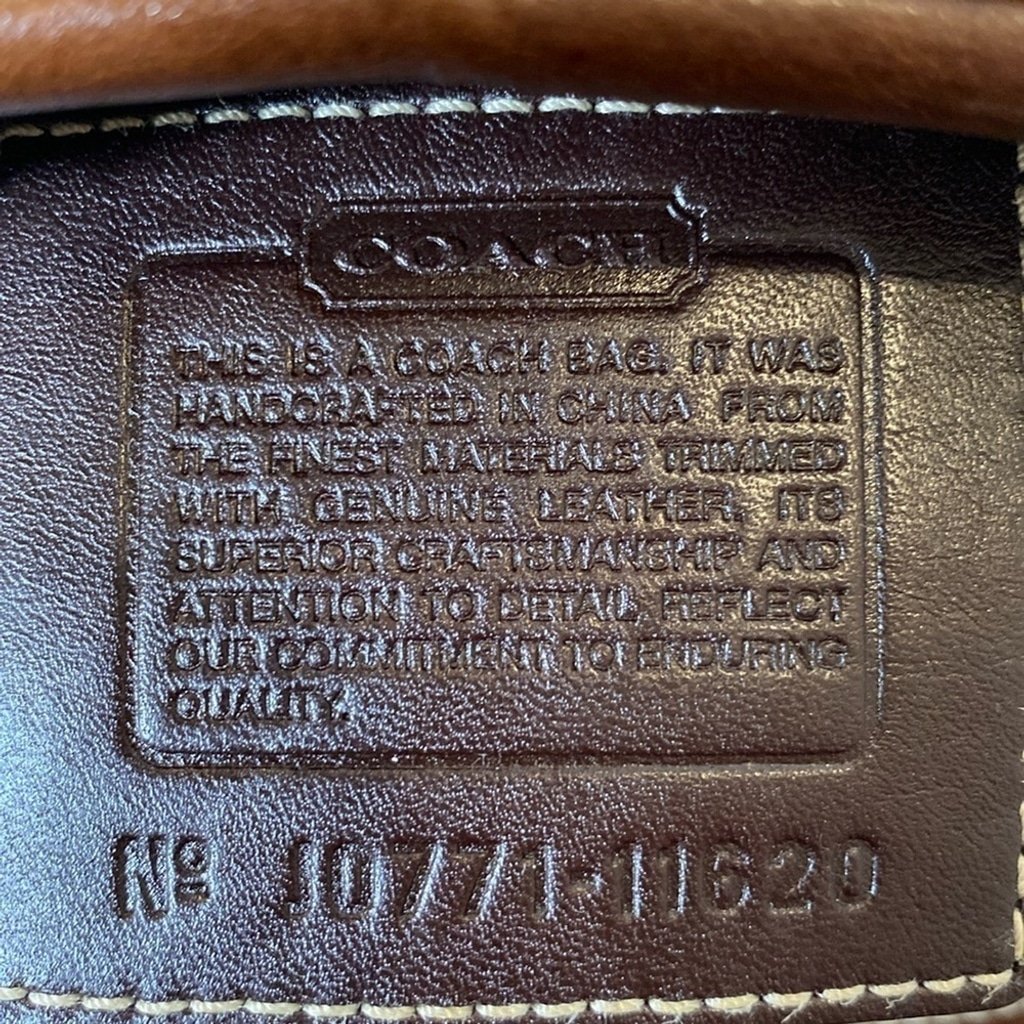 COACH
THIS IS A COACH BAG. IT WAS
HANDCRAFTED IN CHINA FROM
THE FINEST MATERIALS TRIMMED
WITH GENUINE LEATHER. ITS
SUPERIOR CRAFTSMANSHIP AND
ATTENTION TO DETAIL REFLECT
OUR COMMITMENT TO ENDURING
QUALITY.
Nº J0771-11620